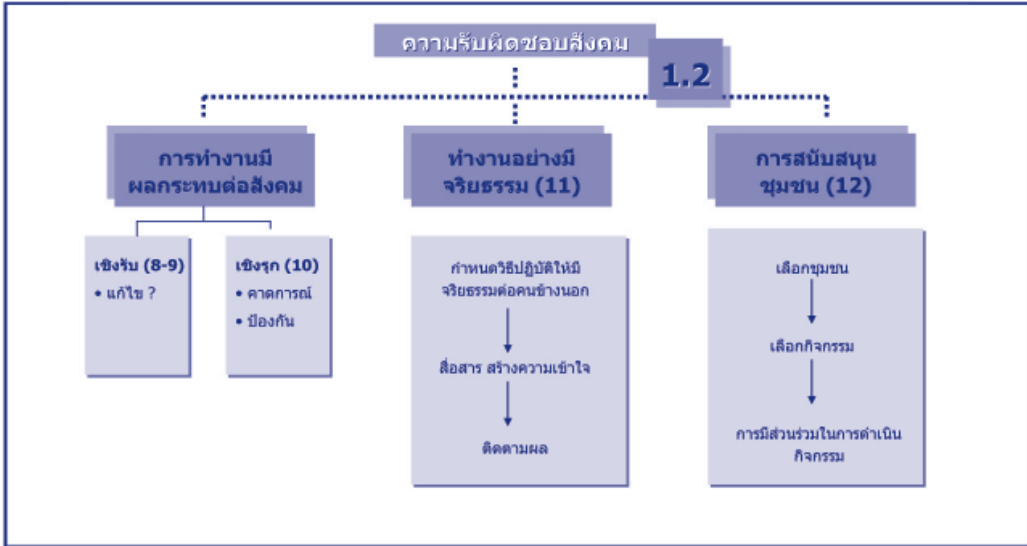 ความรับผิดชอบสังคม
1.2
การทำงานมี
ผลกระทบต่อสังคม
เชิงรับ (8-9)
• แก้ไข ?
เชิงรุก (10)
• คาดการณ์
• ป้องกัน
ทำงานอย่างมี
จริยธรรม (11)
กำหนดวิธีปฏิบัติให้มี
จริยธรรมต่อคนข้างนอก
สื่อสาร สร้างความเข้าใจ
ติดตามผล
การสนับสนุน
ชุมชน (12)
เลือกชุมชน
เลือกกิจกรรม
การมีส่วนร่วมในการดำเนิน
กิจกรรม